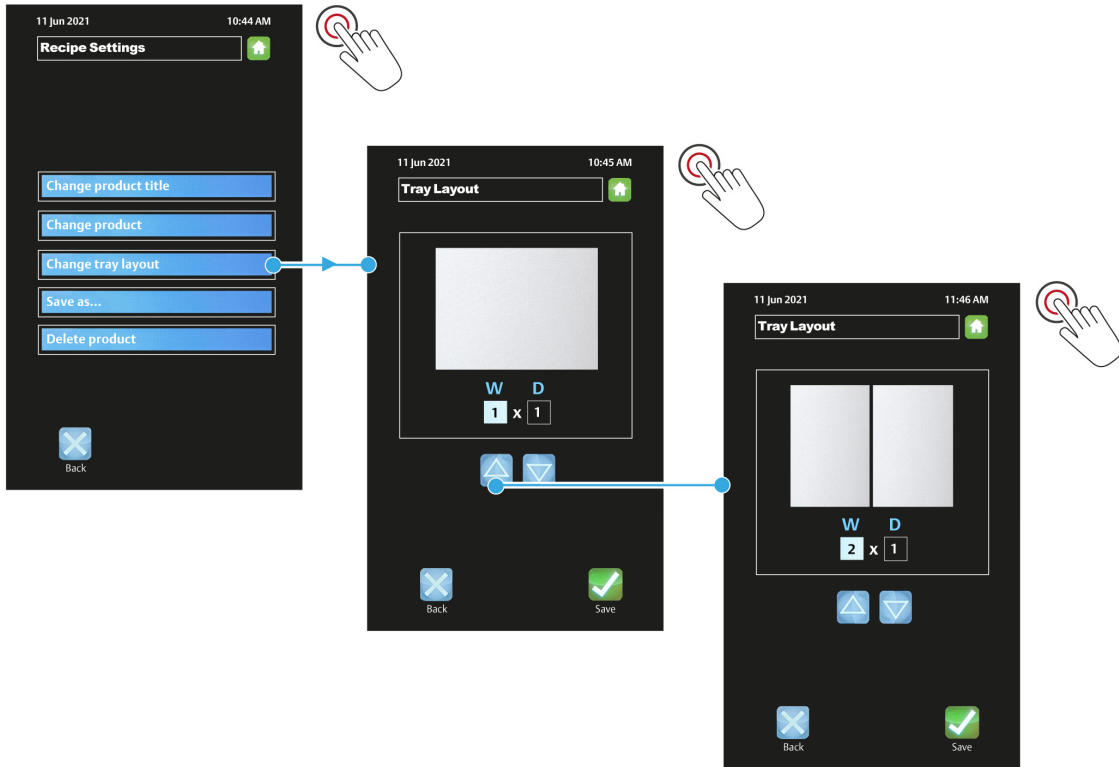 11 Jun 2021 10:44 AM
Recipe Settings
Change product title
Change product
Change tray layout
Save as...
Delete product
Back
11 Jun 2021 10:45 AM
Tray Layout
W D
1 x 1
Back Save
11 Jun 2021 11:46 AM
Tray Layout
W D
2 x 1
Back Save